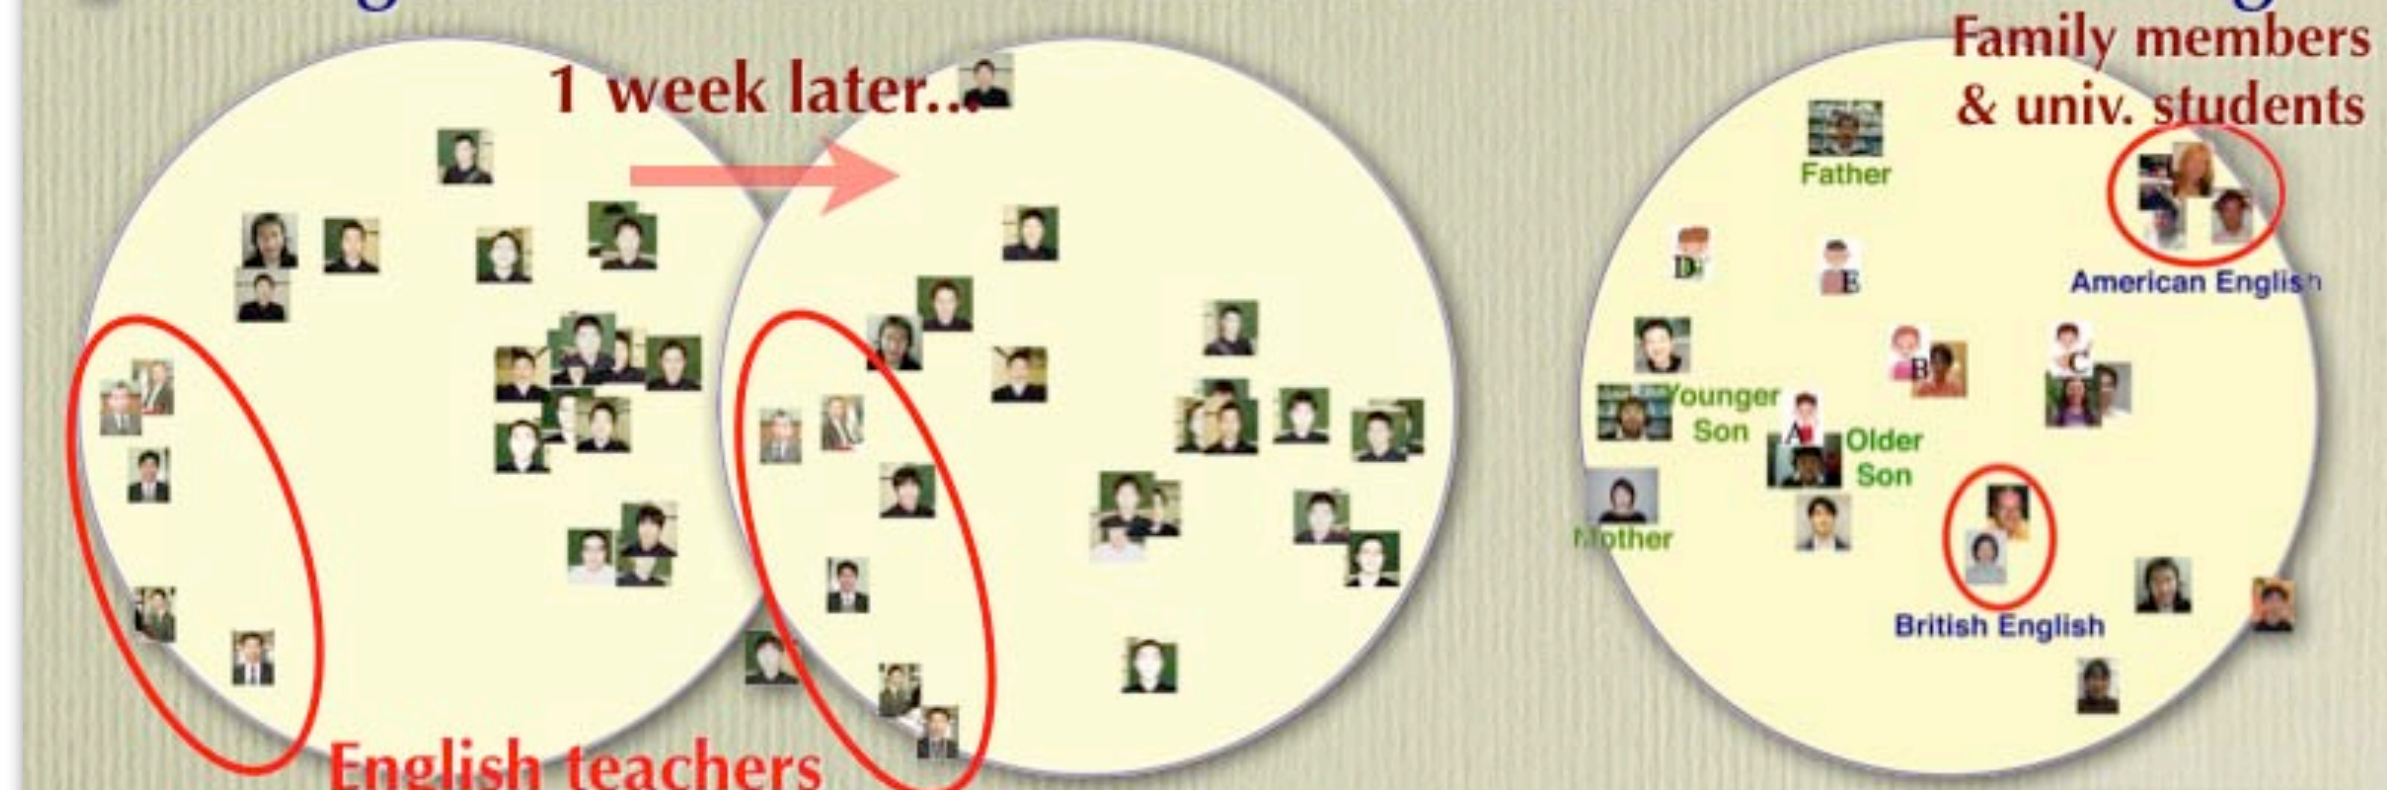 1 week later...
Family members
& univ. students
Father
American English
D
E
B
C
A
Younger
Son
Older
Son
Mother
British English
English teachers